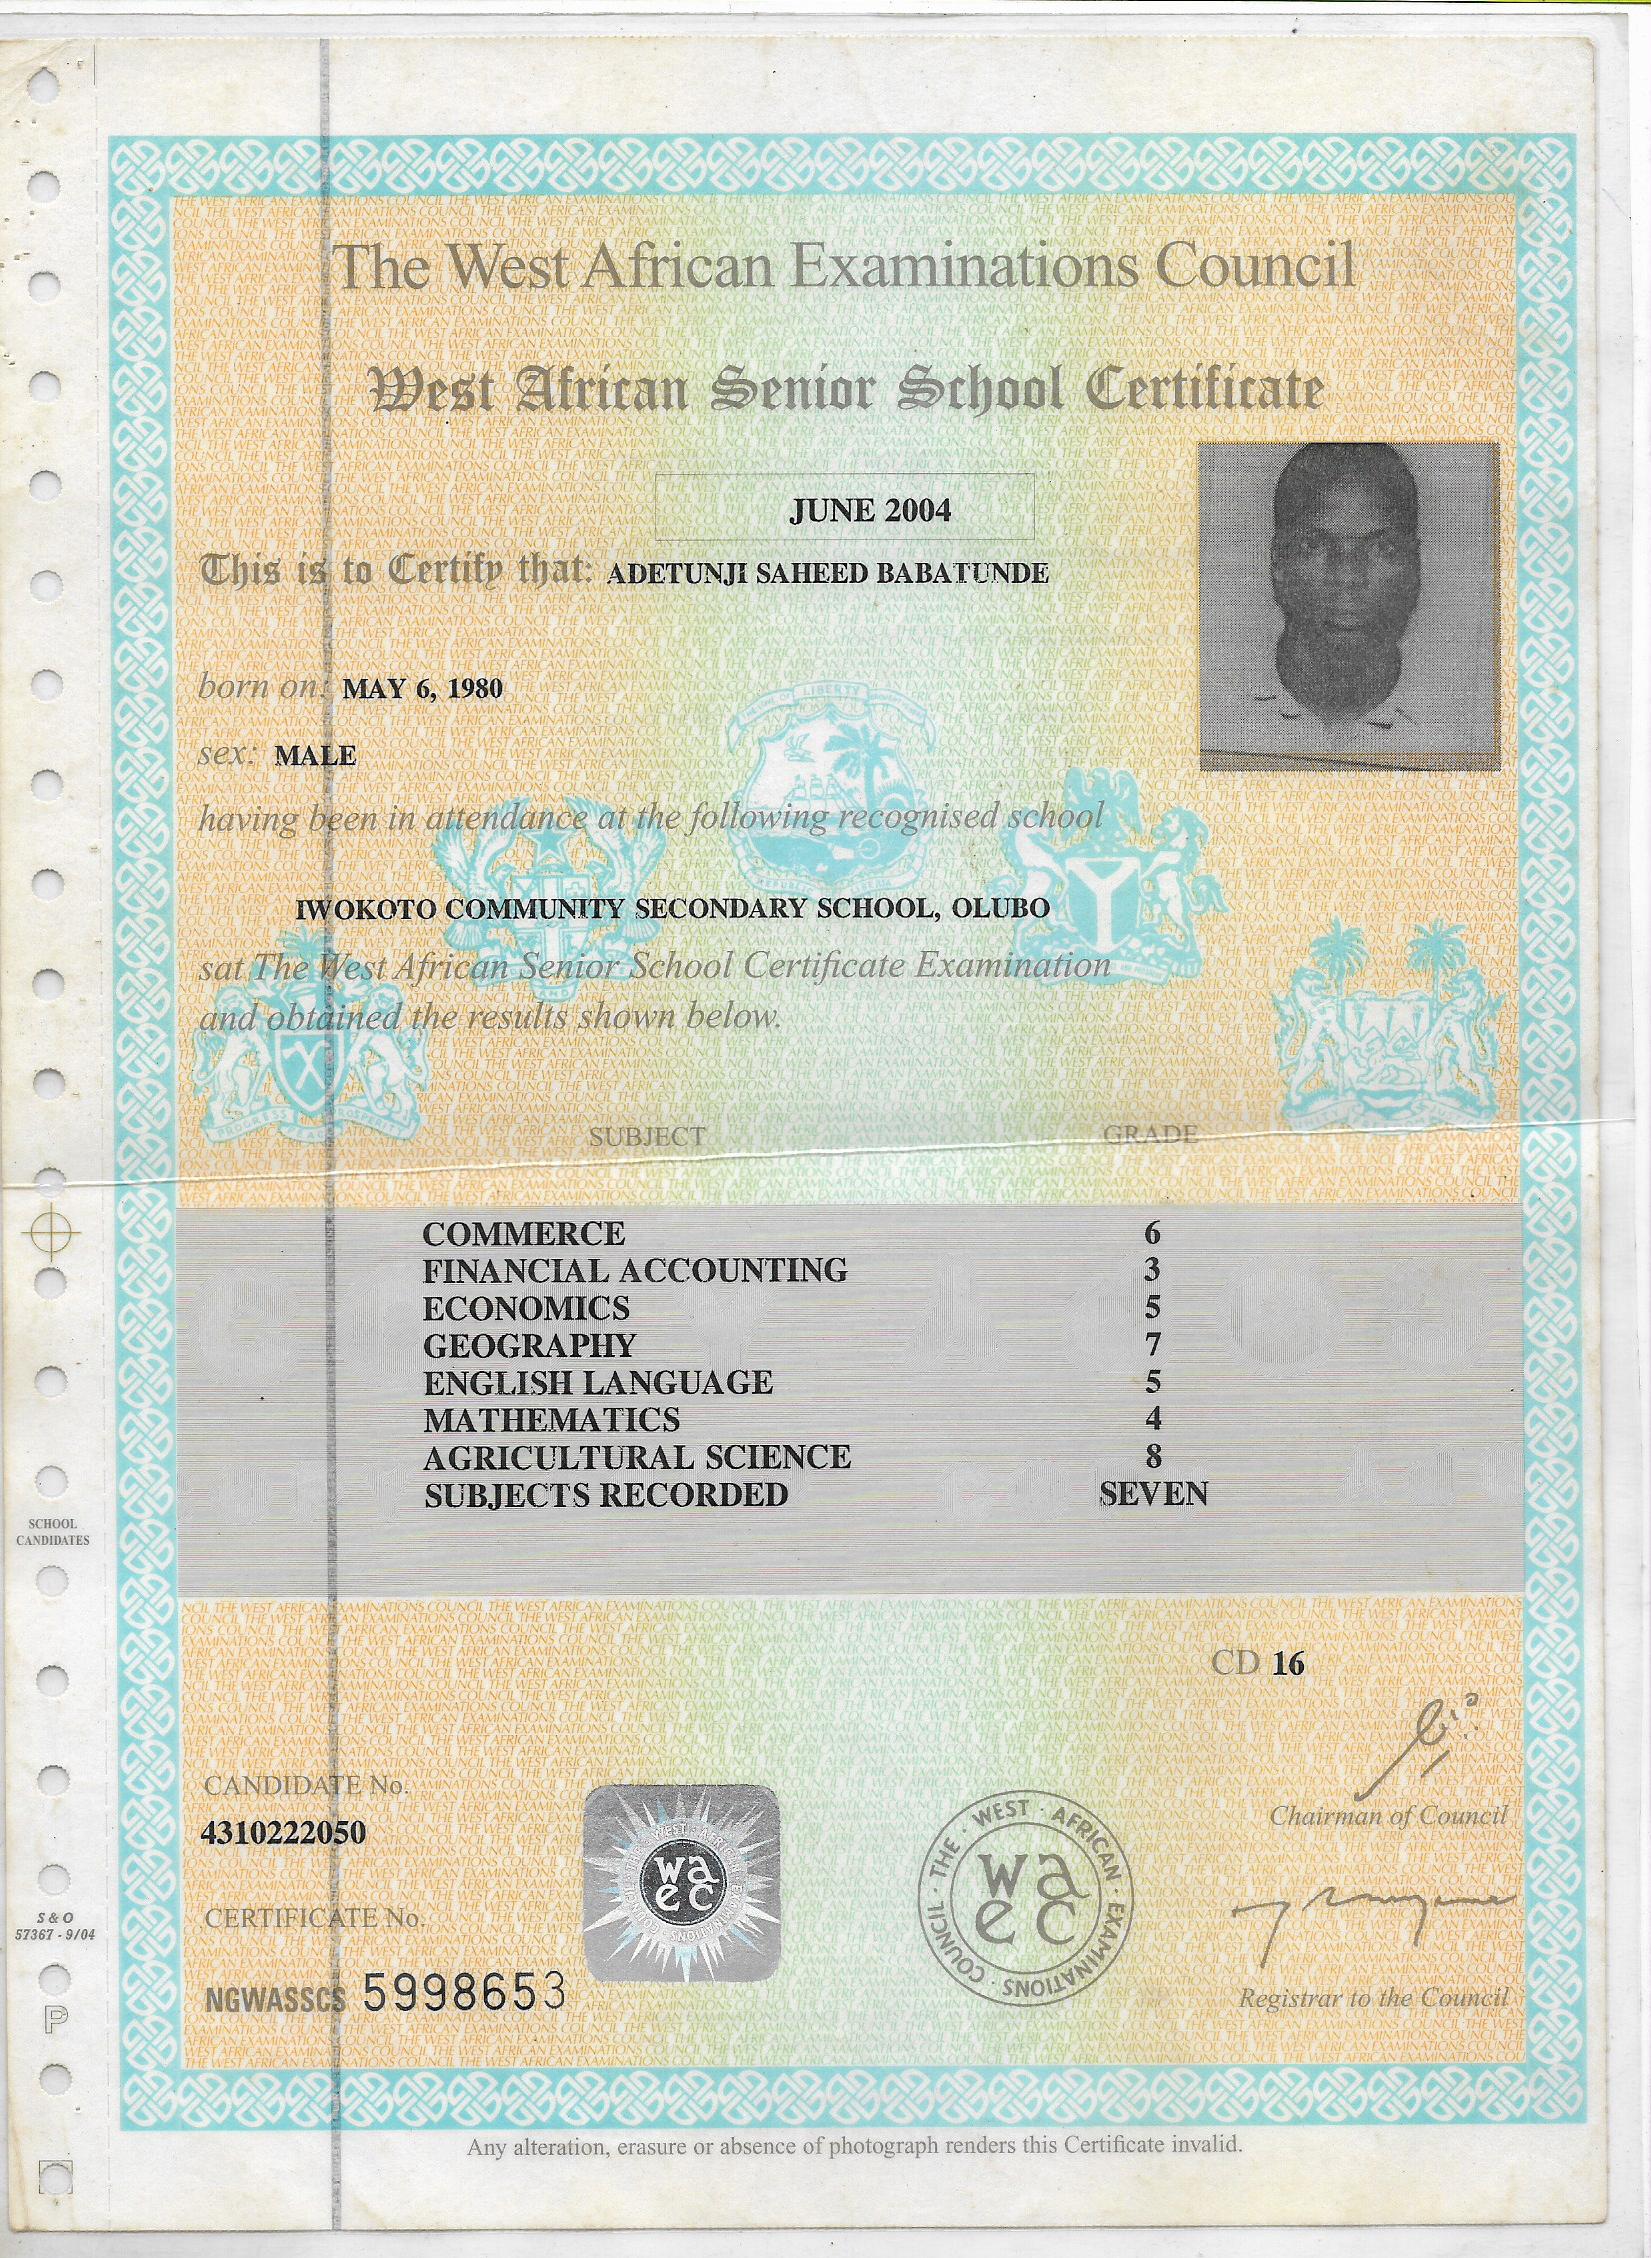 The West African Examinations Council
West African Senior School Certificate
JUNE 2004
This is to Certify that: ADETUNJI SAHEED BABATUNDE
born on: MAY 6, 1980
sex: MALE
having been in attendance at the following recognised school
IWOKOTO COMMUNITY SECONDARY SCHOOL, OLUBO
sat The West African Senior School Certificate Examination
and obtained the results shown below.
SUBJECT GRADE
COMMERCE 6
FINANCIAL ACCOUNTING 3
ECONOMICS 5
GEOGRAPHY 7
ENGLISH LANGUAGE 5
MATHEMATICS 4
AGRICULTURAL SCIENCE 8
SUBJECTS RECORDED SEVEN
SCHOOL
CANDIDATES
CD 16
Chairman of Council
CANDIDATE No.
4310222050
THE · WEST · AFRICAN · EXAMINATIONS · COUNCIL ·
wa
ec
wa
ec
S & O
57367 - 9/04
CERTIFICATE No.
NGWASSCS 5998653
Registrar to the Council
P
Any alteration, erasure or absence of photograph renders this Certificate invalid.